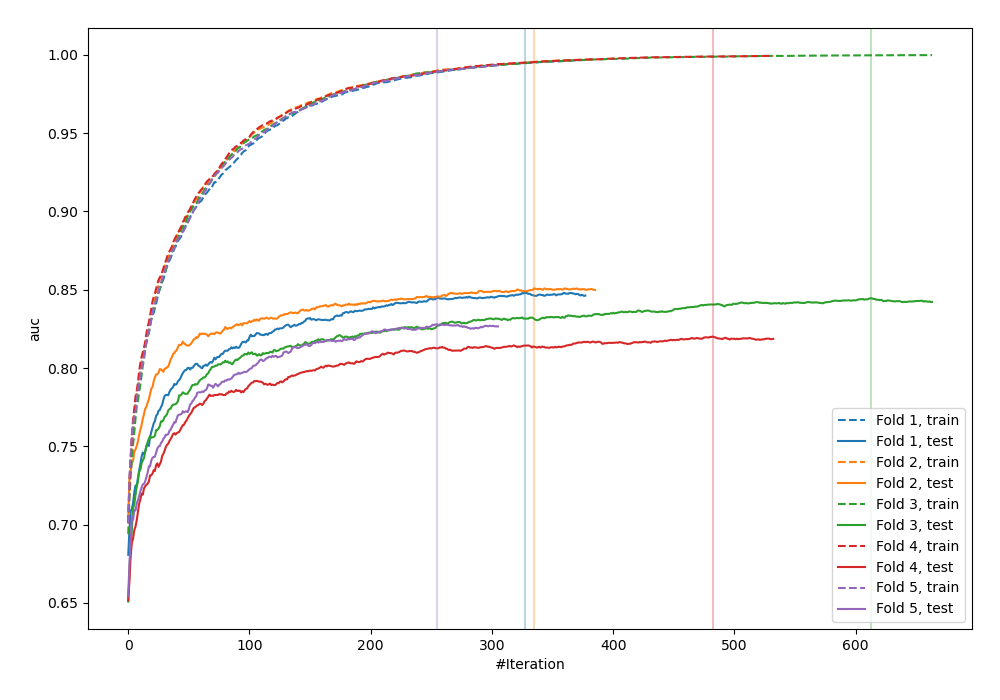 1.00
0.95
0.90
0.85
0.80
0.75
0.70
0.65
auc
0 100 200 300 400 500 600
#Iteration
Fold 1, train
Fold 1, test
Fold 2, train
Fold 2, test
Fold 3, train
Fold 3, test
Fold 4, train
Fold 4, test
Fold 5, train
Fold 5, test